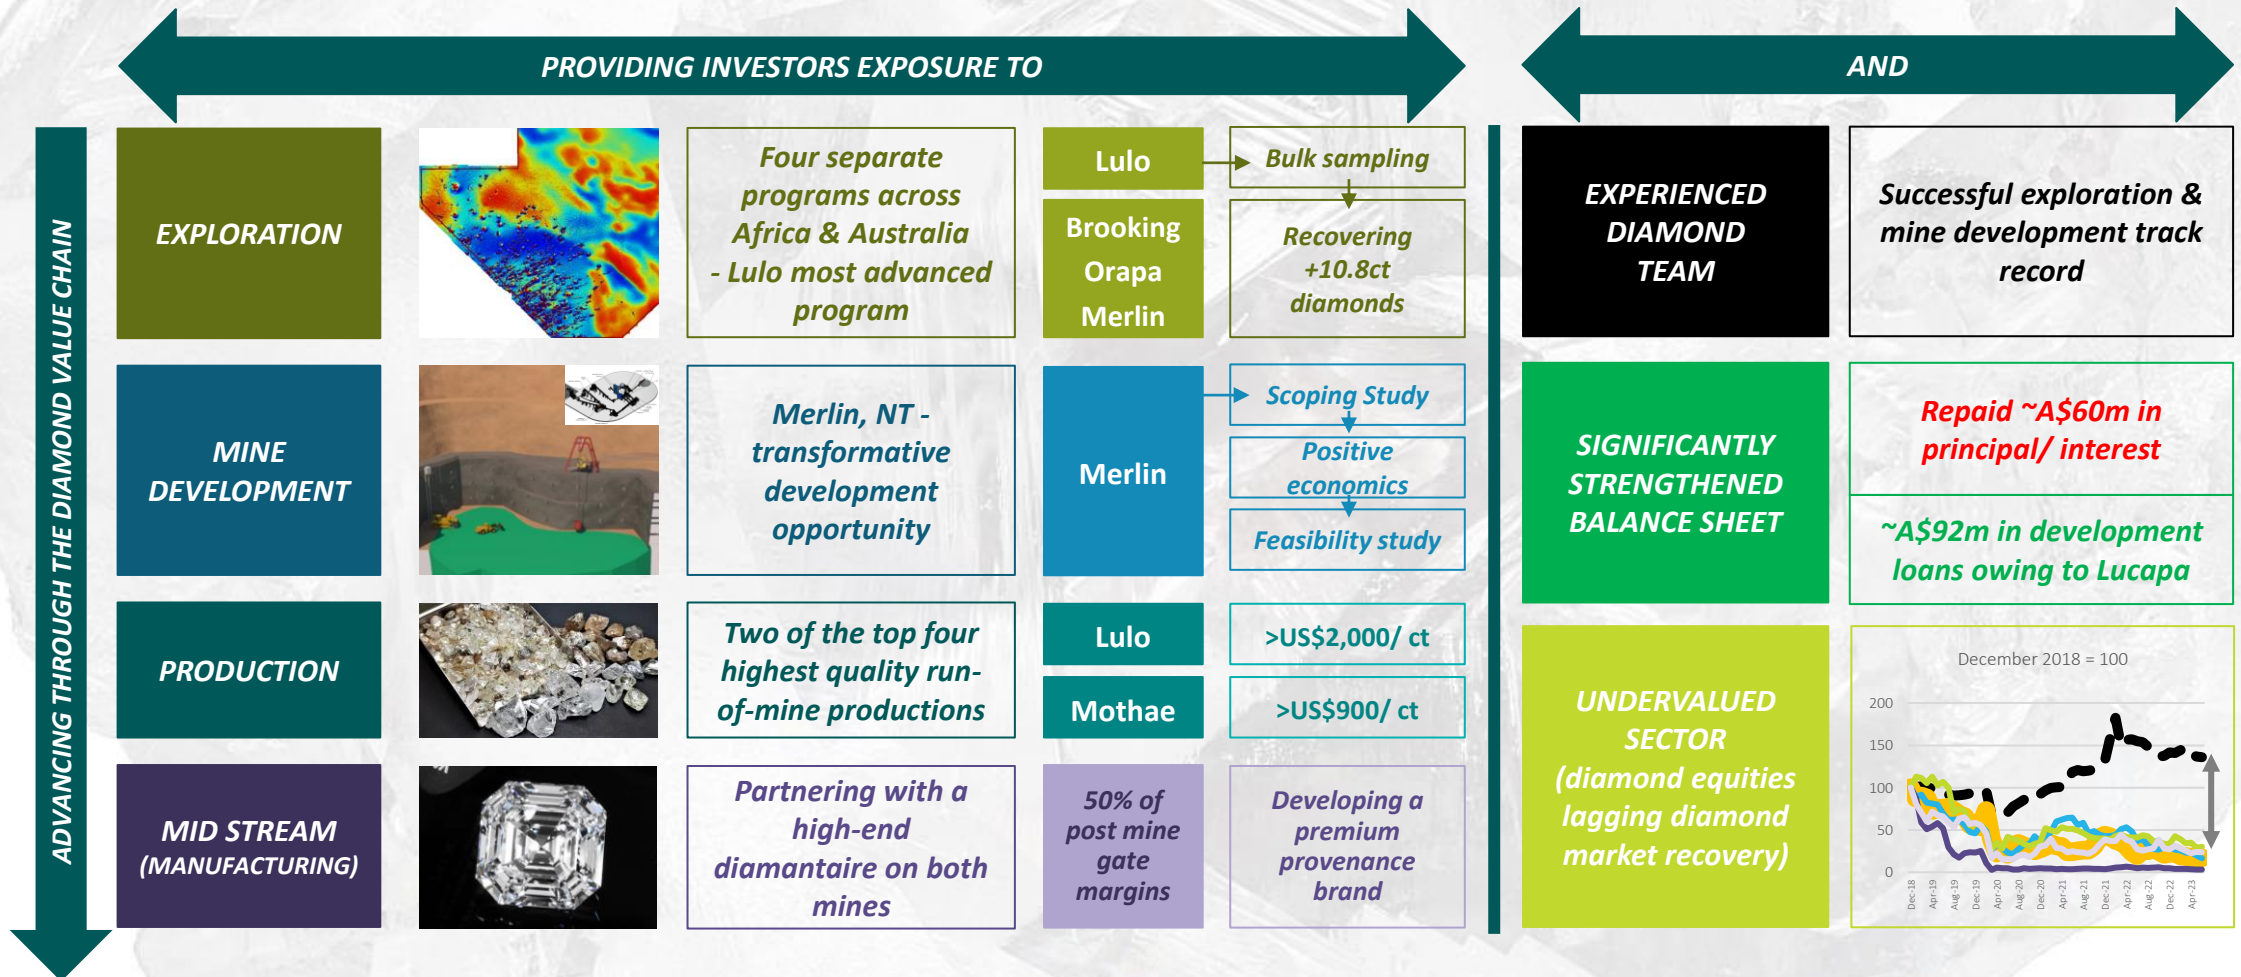 PROVIDING INVESTORS EXPOSURE TO
AND
ADVANCING THROUGH THE DIAMOND VALUE CHAIN
EXPLORATION
Four separate
programs across
Africa & Australia
- Lulo most advanced
program
Lulo
Bulk sampling
Brooking
Orapa
Merlin
Recovering
+10.8ct
diamonds
EXPERIENCED
DIAMOND
TEAM
Successful exploration &
mine development track
record
MINE
DEVELOPMENT
Merlin, NT -
transformative
development
opportunity
Merlin
Scoping Study
Positive
economics
Feasibility study
SIGNIFICANTLY
STRENGTHENED
BALANCE SHEET
Repaid ~A$60m in
principal/ interest
~A$92m in development
loans owing to Lucapa
PRODUCTION
Two of the top four
highest quality run-
of-mine productions
Lulo
>US$2,000/ ct
Mothae
>US$900/ ct
MID STREAM
(MANUFACTURING)
Partnering with a
high-end
diamantaire on both
mines
50% of
post mine
gate
margins
Developing a
premium
provenance
brand
UNDERVALUED
SECTOR
(diamond equities
lagging diamond
market recovery)
December 2018 = 100
200
150
100
50
0
Dec-18
Apr-19
Aug-19
Dec-19
Apr-20
Aug-20
Dec-20
Apr-21
Aug-21
Dec-21
Apr-22
Aug-22
Dec-22
Apr-23